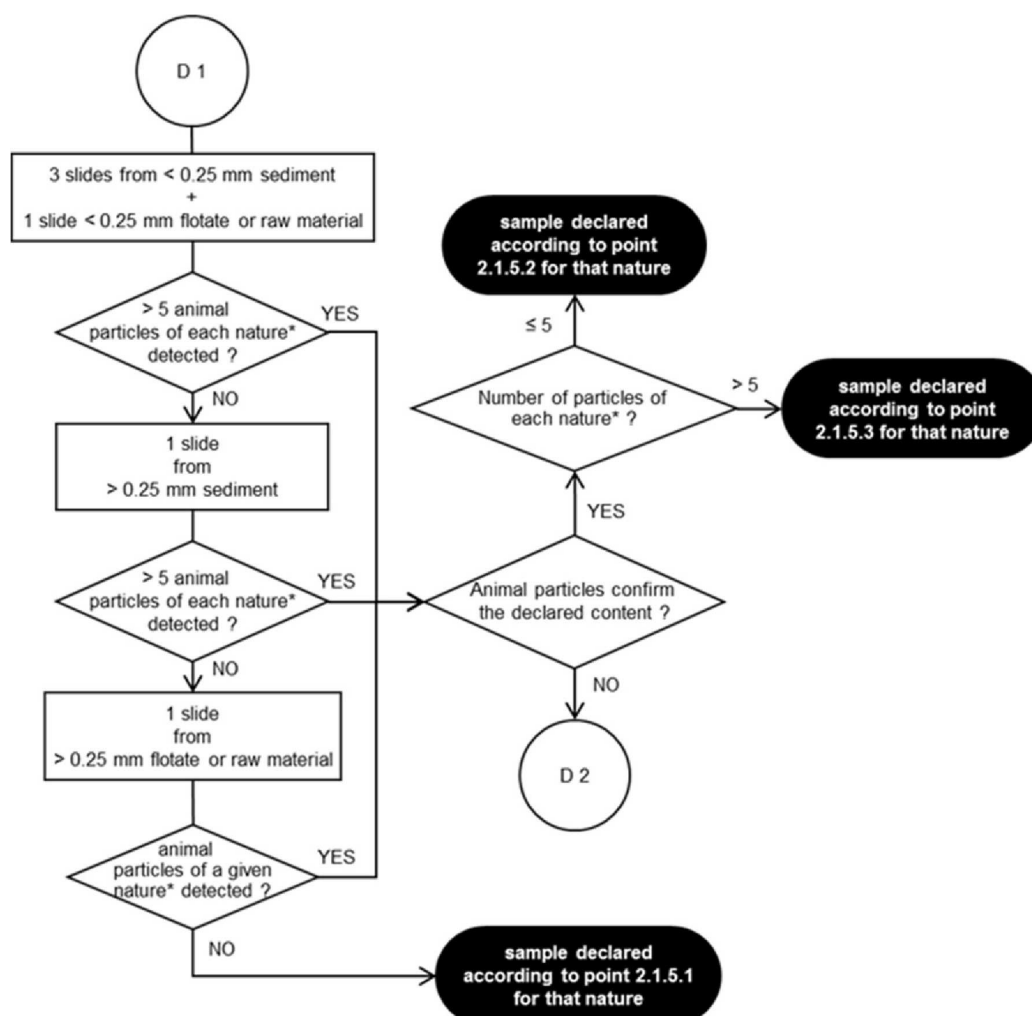 D 1
3 slides from < 0.25 mm sediment
+
1 slide < 0.25 mm flotate or raw material
> 5 animal
particles of each nature*
detected ?
YES
NO
1 slide
from
> 0.25 mm sediment
> 5 animal
particles of each nature*
detected ?
YES
NO
1 slide
from
> 0.25 mm flotate or raw material
animal
particles of a given
nature* detected ?
YES
NO
sample declared
according to point 2.1.5.1
for that nature
sample declared
according to point
2.1.5.2 for that nature
≤ 5
Number of particles of
each nature* ?
> 5
sample declared
according to point
2.1.5.3 for that nature
YES
Animal particles confirm
the declared content ?
NO
D 2